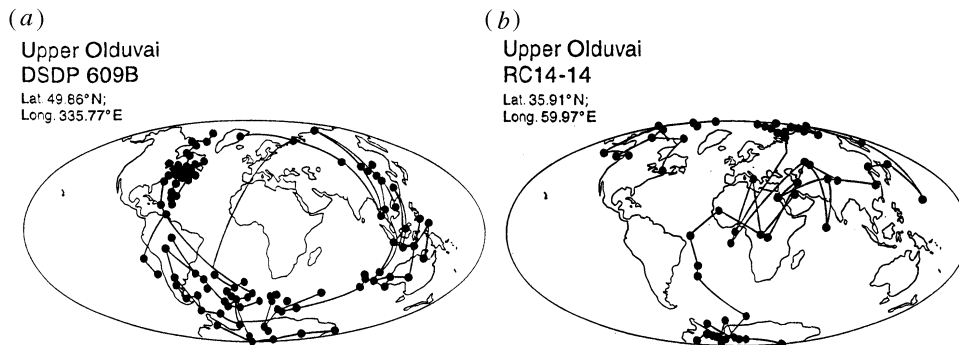 (a)
Upper Olduvai
DSDP 609B
Lat. 49.86°N;
Long. 335.77°E
(b)
Upper Olduvai
RC14-14
Lat. 35.91°N;
Long. 59.97°E